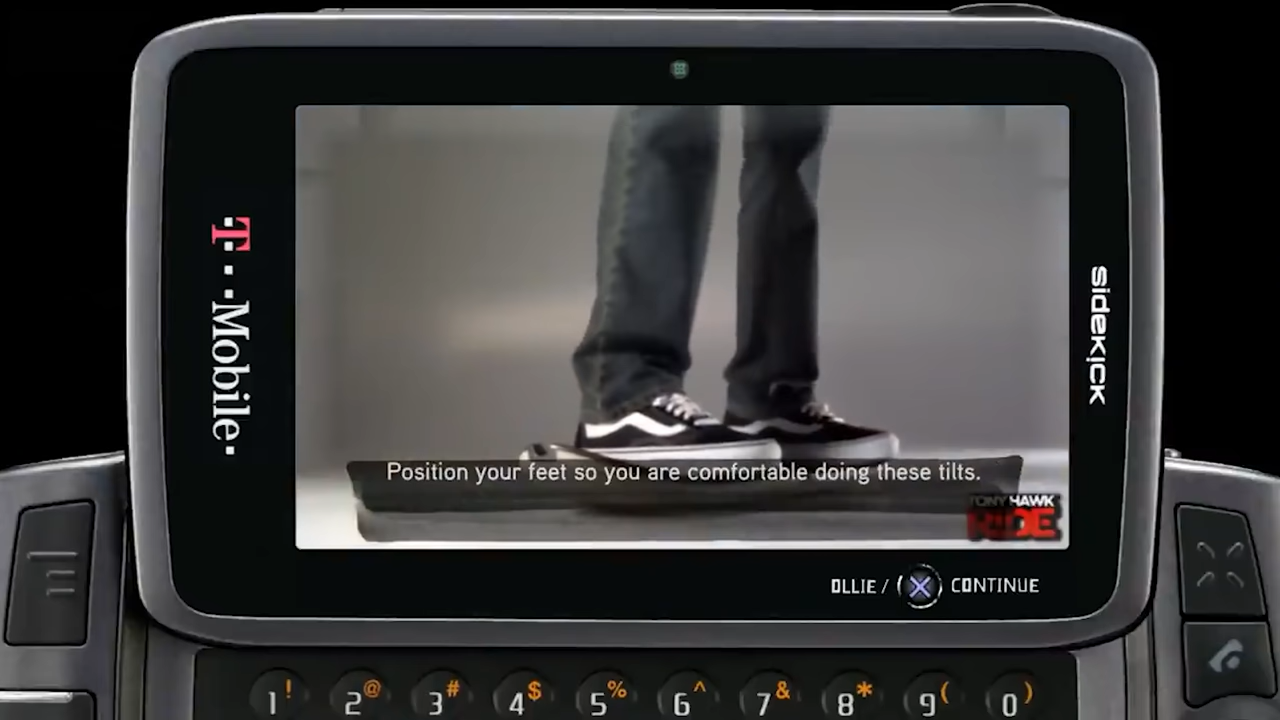 T··Mobile·
sidekick
Position your feet so you are comfortable doing these tilts.
TONY HAWK
RIDE
OLLIE / CONTINUE
1! 2@ 3# 4$ 5% 6^ 7& 8* 9( 0)